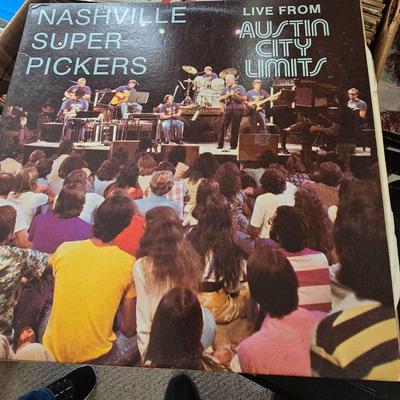 NASHVILLE
SUPER
PICKERS
LIVE FROM
AUSTIN
CITY
LIMITS